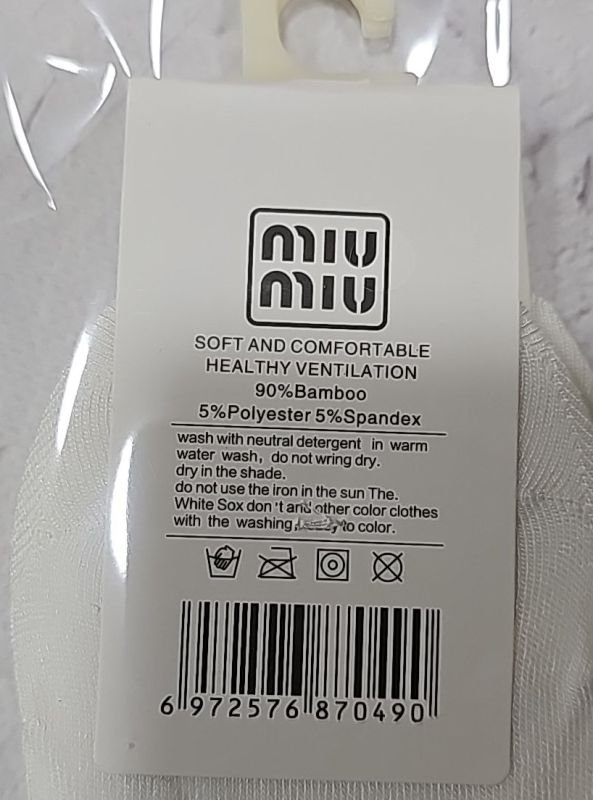 miu
miu
SOFT AND COMFORTABLE
HEALTHY VENTILATION
90%Bamboo
5%Polyester 5%Spandex
wash with neutral detergent in warm
water wash, do not wring dry.
dry in the shade.
do not use the iron in the sun The.
White Sox don't and other color clothes
with the washing, to color.
6 972576 870490